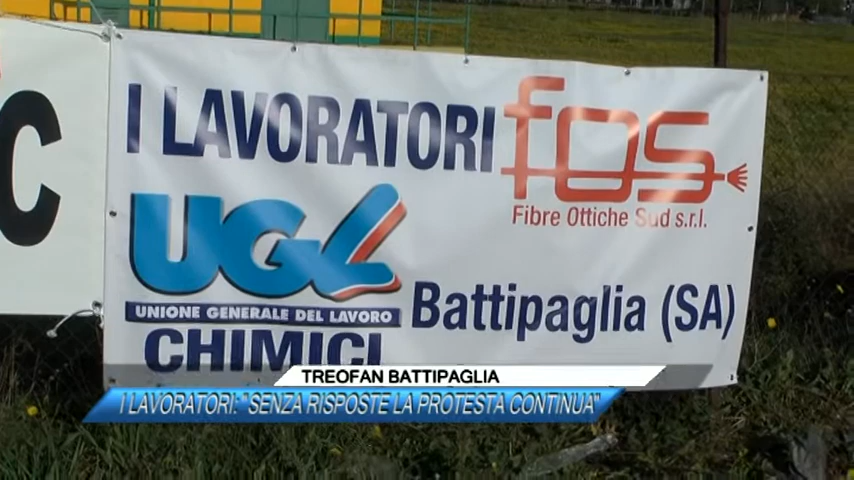 C
I LAVORATORI fos
Fibre Ottiche Sud s.r.l.
UGL
UNIONE GENERALE DEL LAVORO
Battipaglia (SA)
CHIMICI
TREOFAN BATTIPAGLIA
I LAVORATORI: "SENZA RISPOSTE LA PROTESTA CONTINUA"